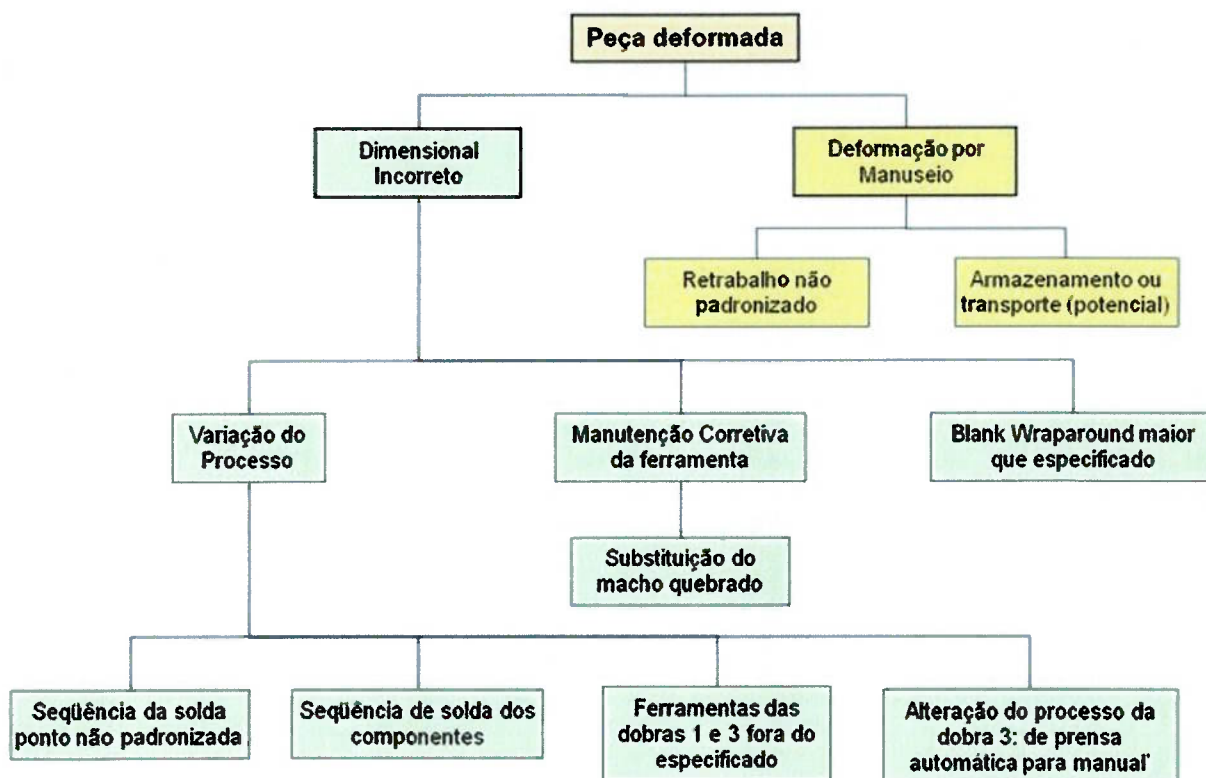 Peça deformada
Dimensional
Incorreto
Deformação por
Manuseio
Retrabalho não
padronizado
Armazenamento ou
transporte (potencial)
Variação do
Processo
Manutenção Corretiva
da ferramenta
Blank Wraparound maior
que especificado
Substituição do
macho quebrado
Seqüência da solda
ponto não padronizada
Seqüência de solda dos
componentes
Ferramentas das
dobras 1 e 3 fora do
especificado
Alteração do processo da
dobra 3: de prensa
automática para manual'